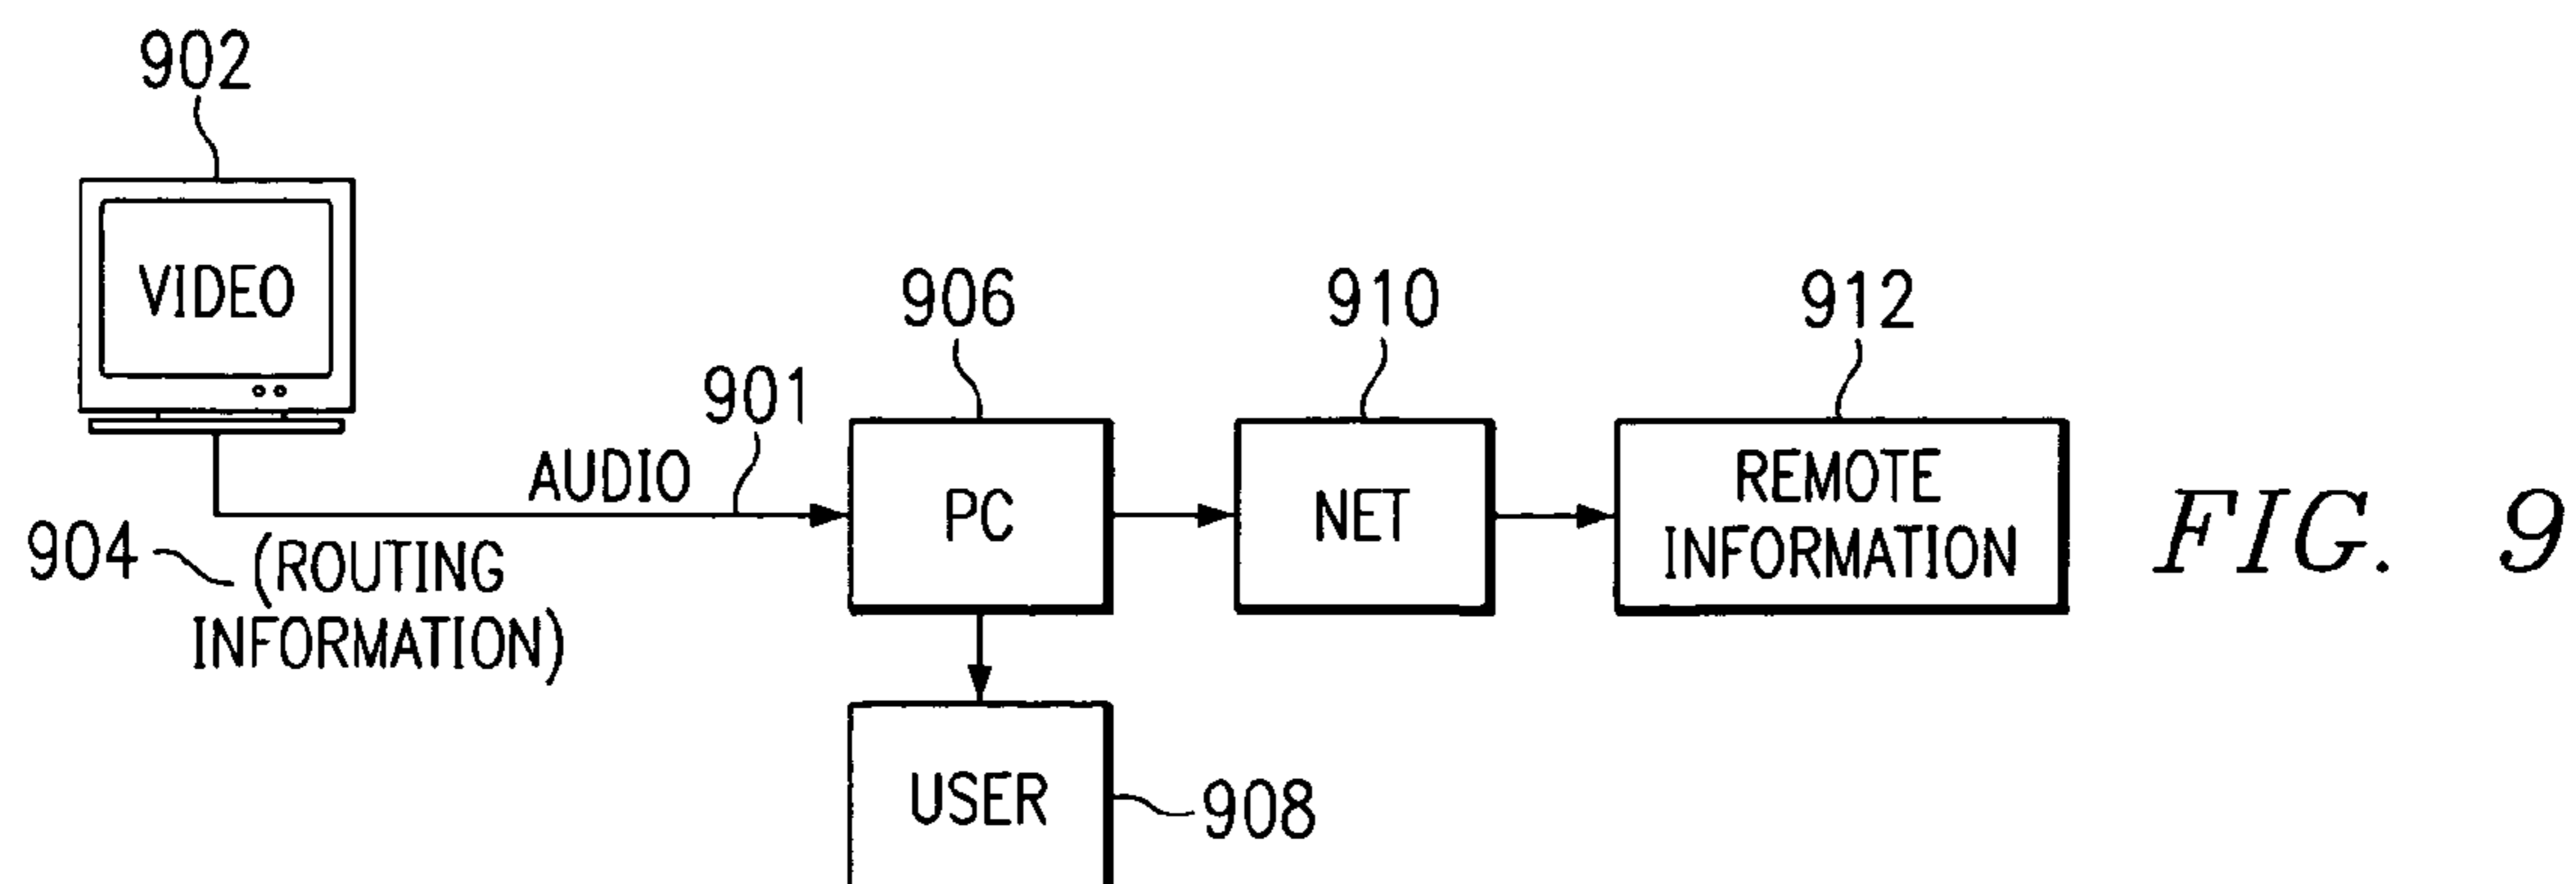 902
VIDEO
904
(ROUTING
INFORMATION)
AUDIO
901
906
PC
910
NET
912
REMOTE
INFORMATION
USER
908
FIG. 9